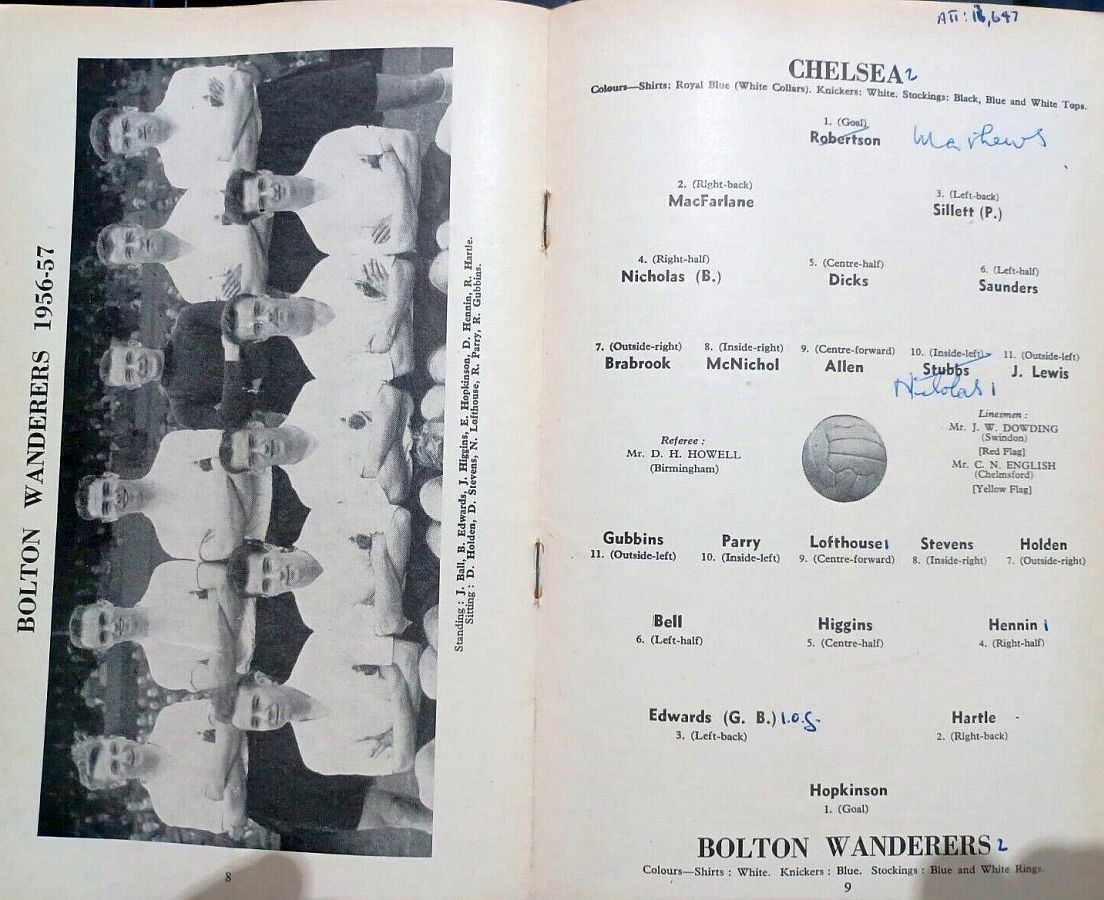 BOLTON WANDERERS 1956-57
Standing : J. Ball, B. Edwards, J. Higgins, E. Hopkinson, D. Hennin, R. Hartle.
Sitting : D. Holden, D. Stevens, N. Lofthouse, R. Parry, R. Gubbins.
8
ATT: 18,647
CHELSEA 2
Colours—Shirts: Royal Blue (White Collars). Knickers: White. Stockings: Black, Blue and White Tops.
1. (Goal)
Robertson Mathews
2. (Right-back)
MacFarlane
3. (Left-back)
Sillett (P.)
4. (Right-half)
Nicholas (B.)
5. (Centre-half)
Dicks
6. (Left-half)
Saunders
7. (Outside-right) 8. (Inside-right) 9. (Centre-forward) 10. (Inside-left) 11. (Outside-left)
Brabrook McNichol Allen Stubbs J. Lewis
Nicholas 1
Referee :
Mr. D. H. HOWELL
(Birmingham)
Linesmen :
Mr. J. W. DOWDING
(Swindon)
[Red Flag]
Mr. C. N. ENGLISH
(Chelmsford)
[Yellow Flag]
Gubbins Parry Lofthouse 1 Stevens Holden
11. (Outside-left) 10. (Inside-left) 9. (Centre-forward) 8. (Inside-right) 7. (Outside-right)
Bell Higgins Hennin 1
6. (Left-half) 5. (Centre-half) 4. (Right-half)
Edwards (G. B.) 1.O.G. Hartle
3. (Left-back) 2. (Right-back)
Hopkinson
1. (Goal)
BOLTON WANDERERS 2
Colours—Shirts : White. Knickers : Blue. Stockings : Blue and White Rings.
9